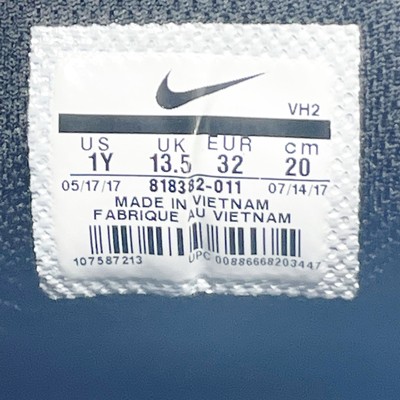 VH2
US UK EUR cm
1Y 13.5 32 20
05/17/17 818382-011 07/14/17
MADE IN VIETNAM
FABRIQUE AU VIETNAM
107587213 UPC 00886668203447